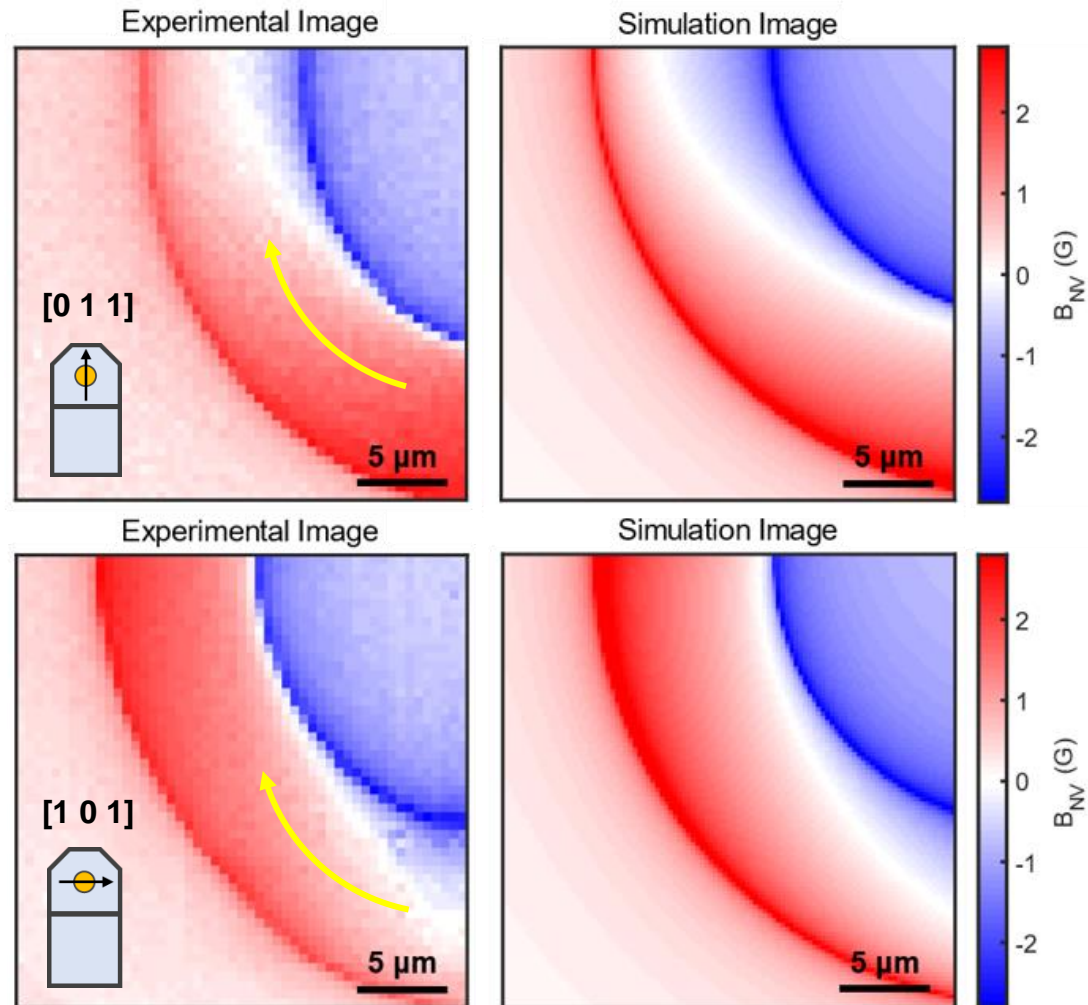 Experimental Image
Simulation Image
[0 1 1]
5 µm
5 µm
2
1
0
-1
-2
B_NV (G)
Experimental Image
Simulation Image
[1 0 1]
5 µm
5 µm
2
1
0
-1
-2
B_NV (G)